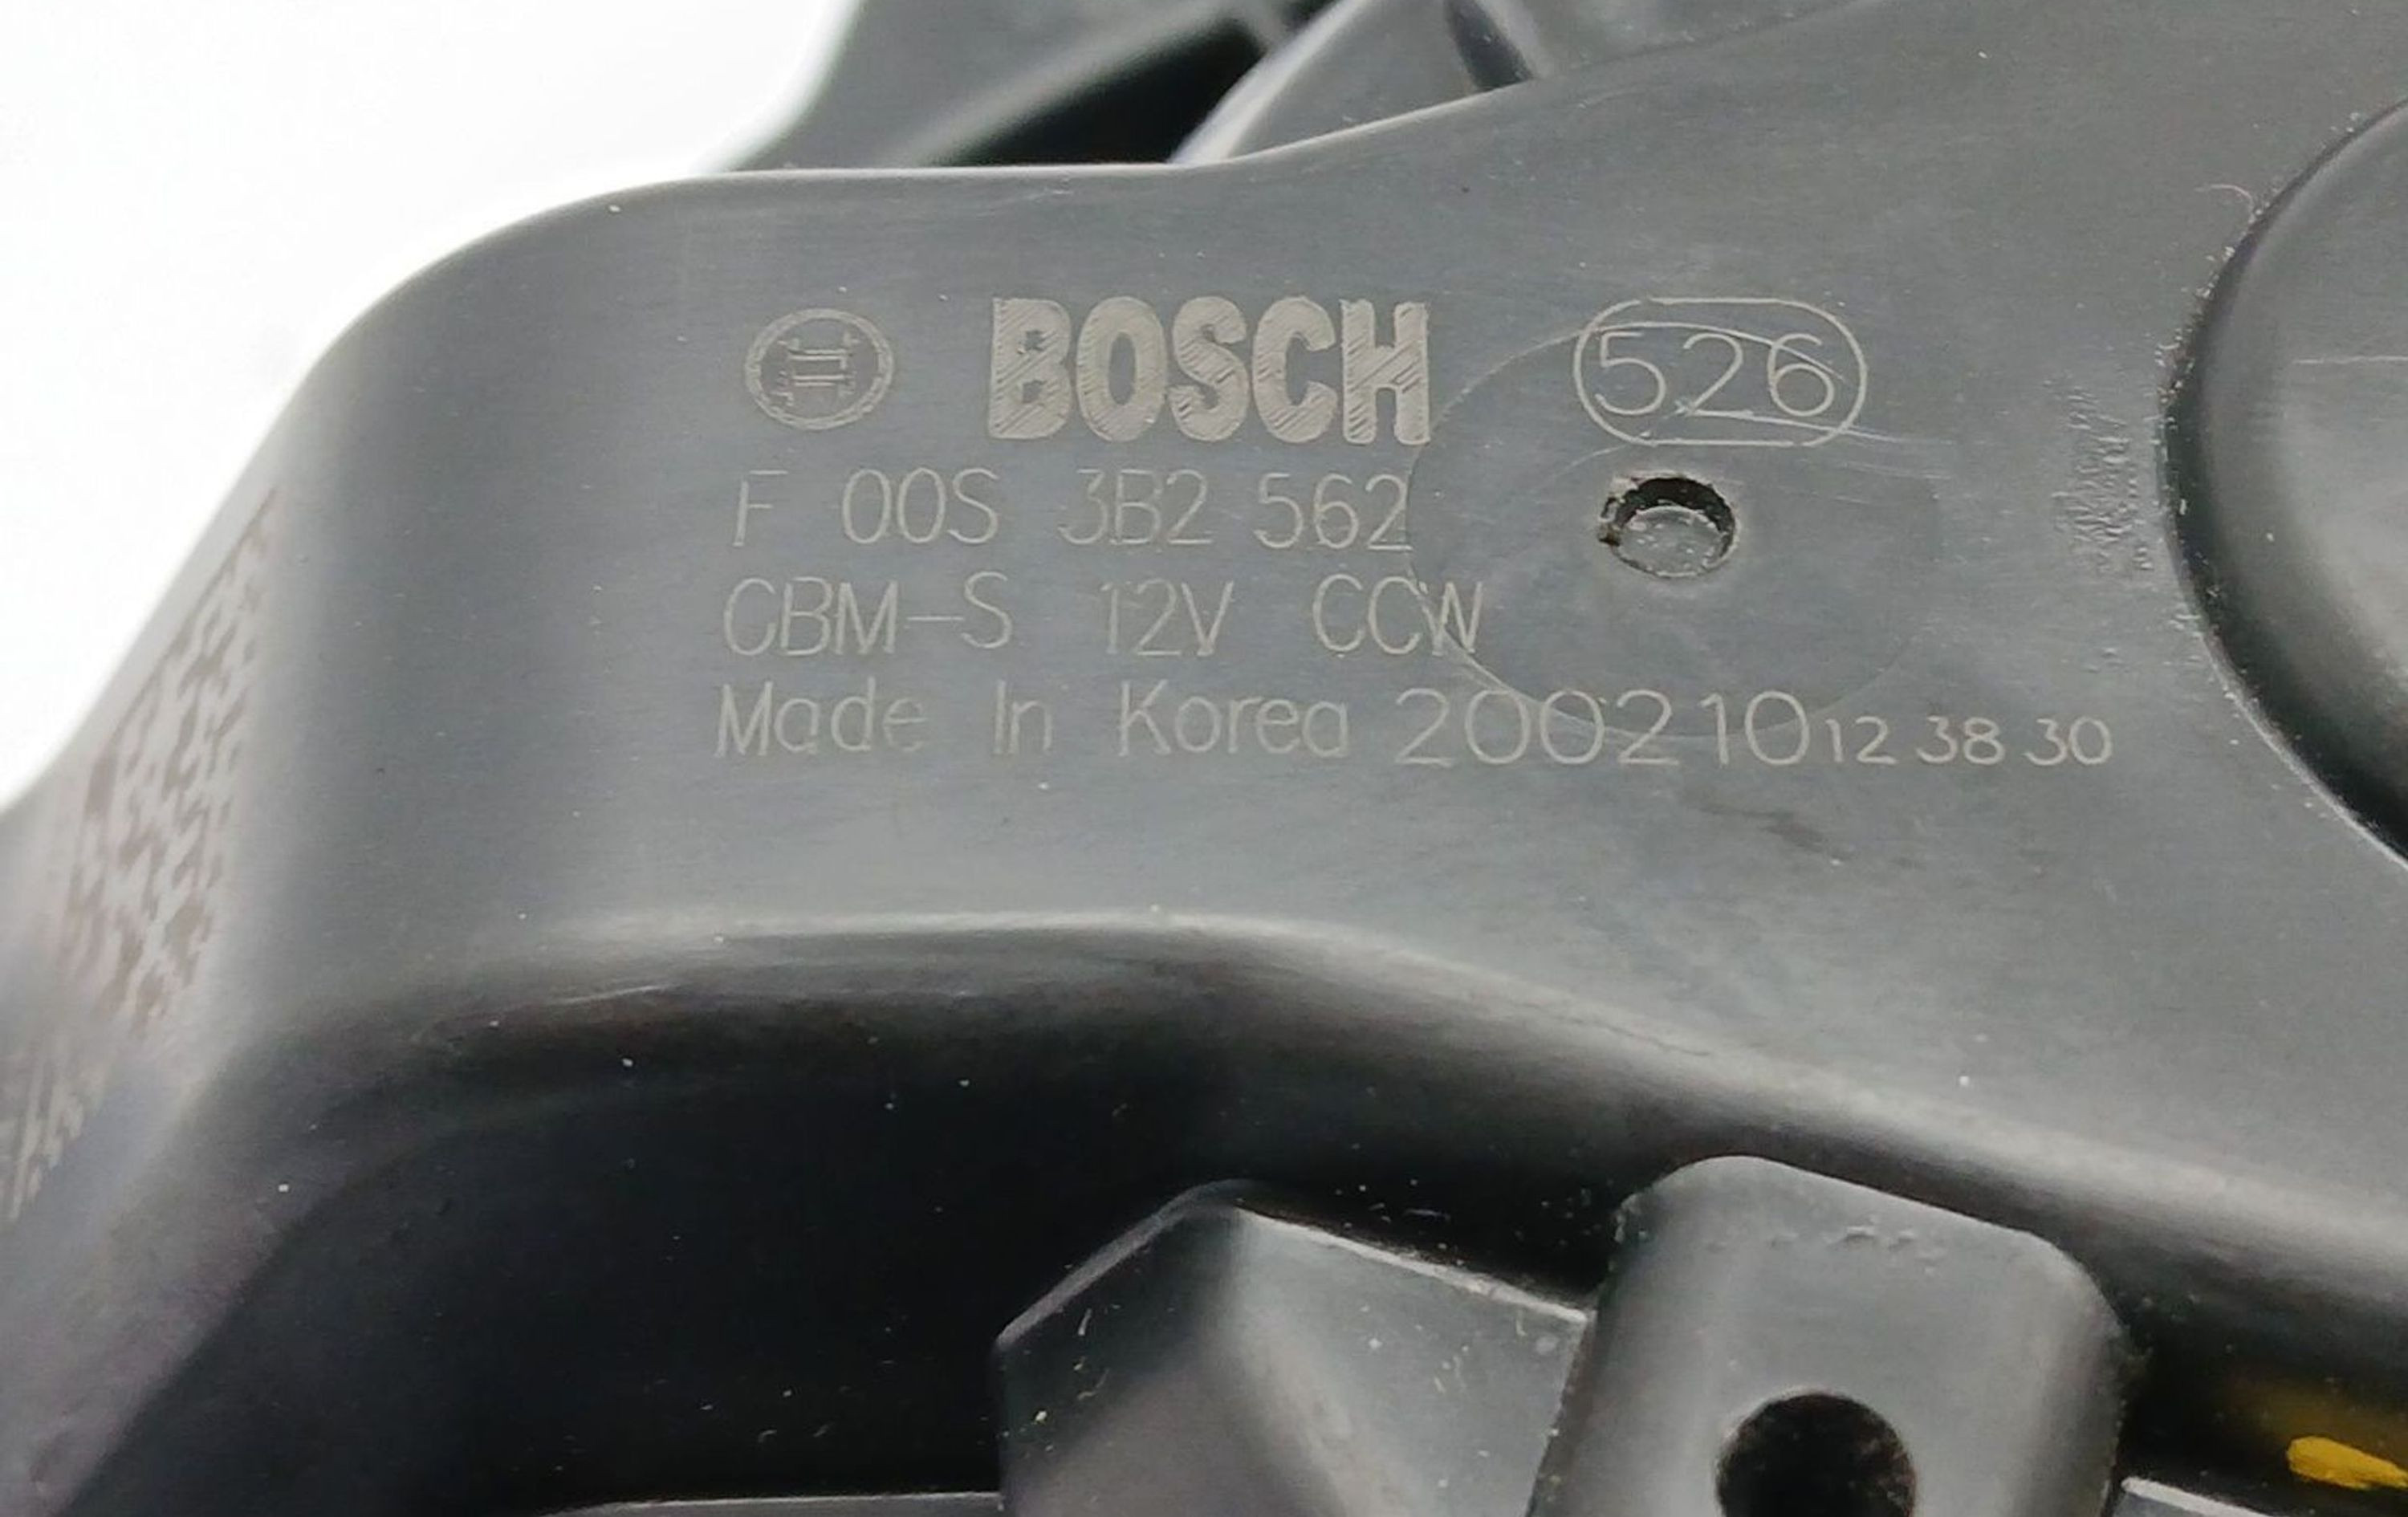 BOSCH 526
F 00S 3B2 562
CBM-S 12V CCW
Made In Korea 200210 12 38 30